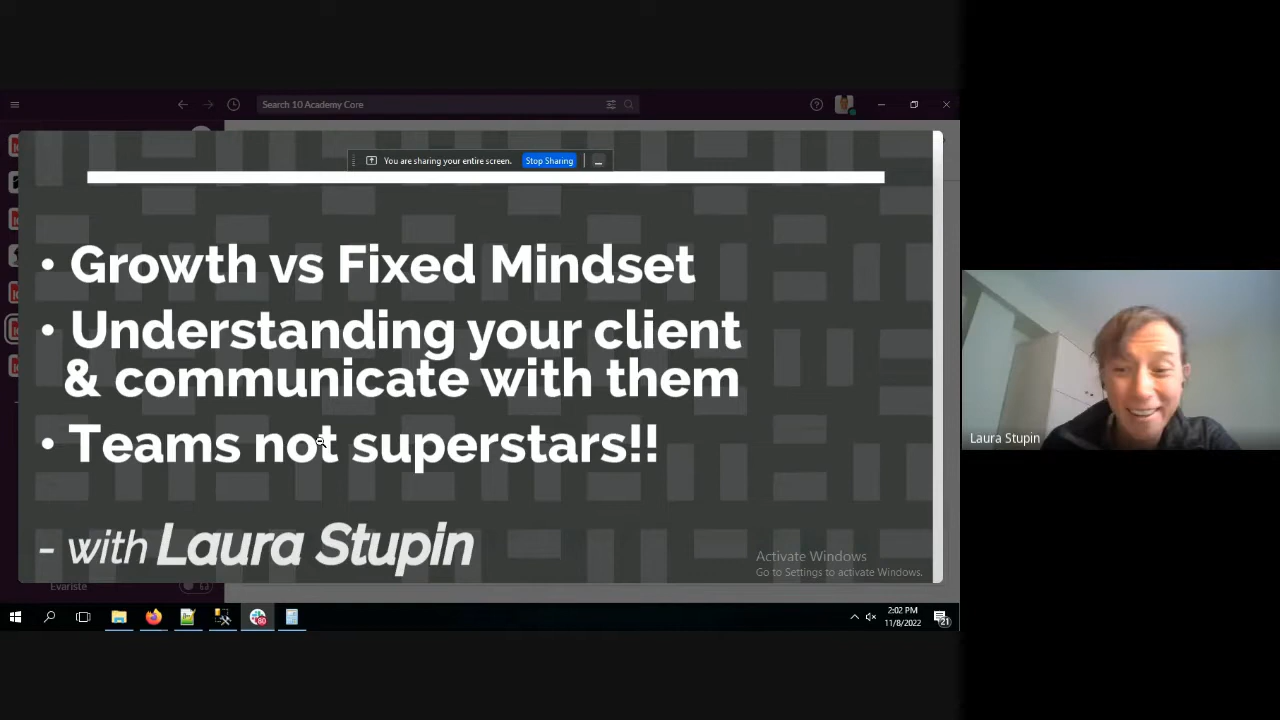 Search 10 Academy Core
You are sharing your entire screen.
Stop Sharing
• Growth vs Fixed Mindset
• Understanding your client
& communicate with them
• Teams not superstars!!
- with Laura Stupin
Laura Stupin
Activate Windows
Go to Settings to activate Windows.
Evariste
2:02 PM
11/8/2022
21